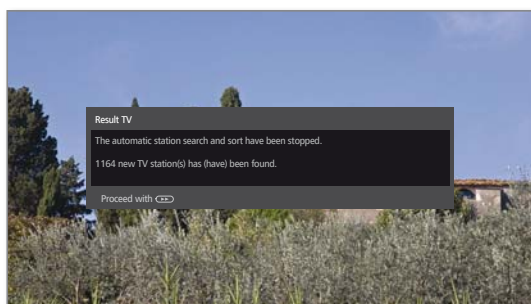 Result TV
The automatic station search and sort have been stopped.
1164 new TV station(s) has (have) been found.
Proceed with